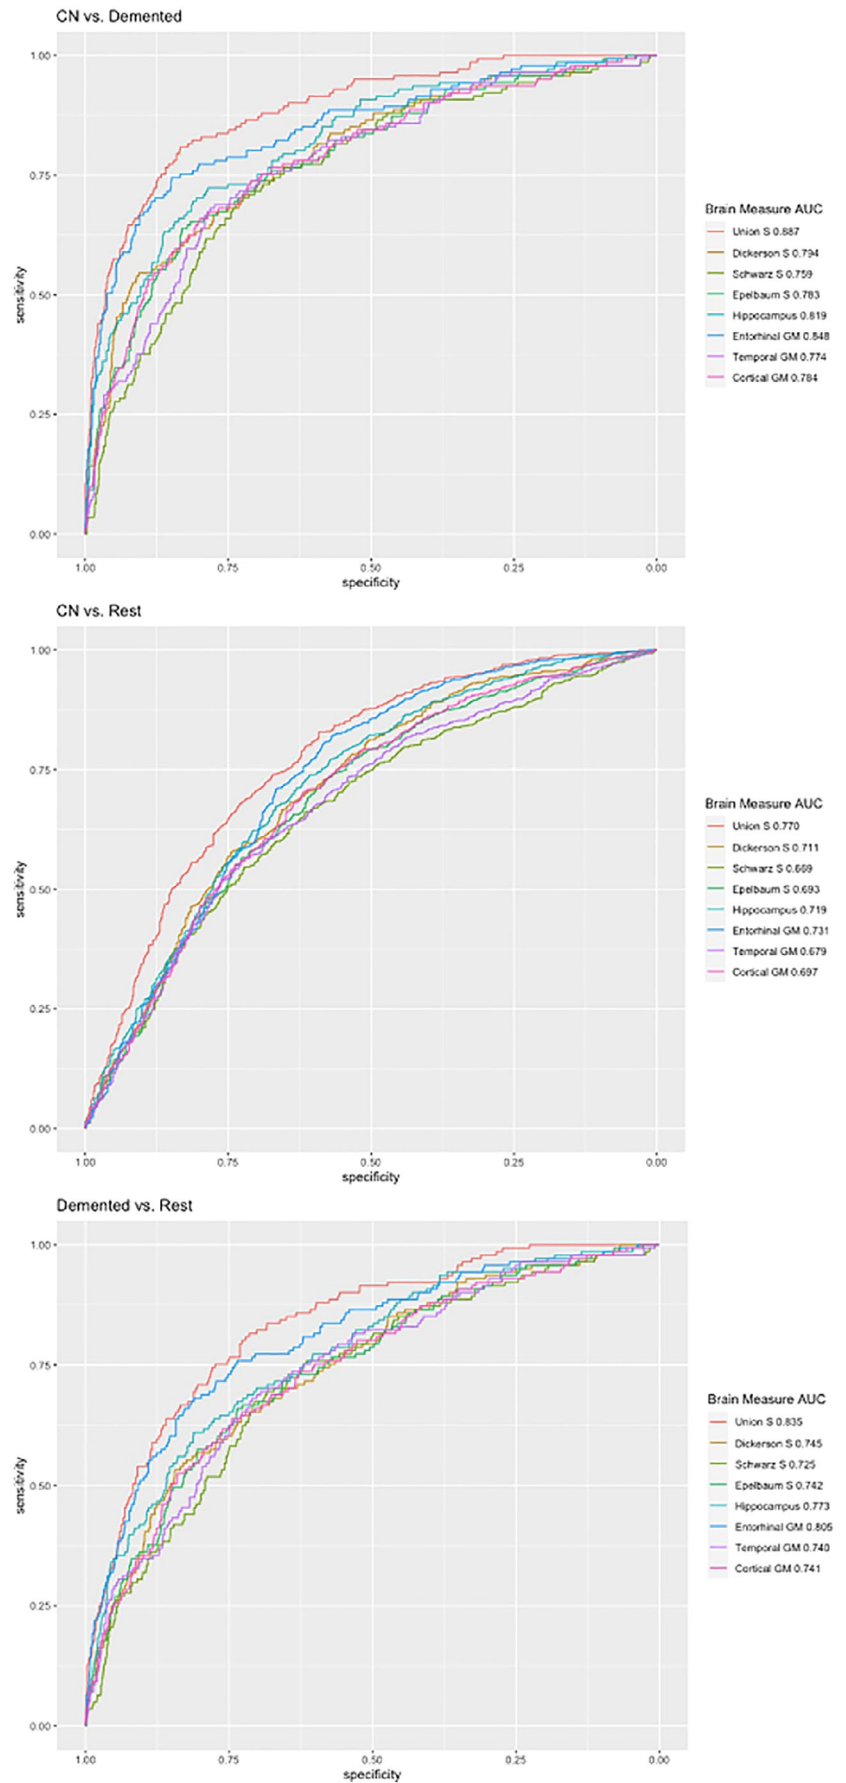 CN vs. Demented
1.00
0.75
0.50
0.25
0.00
sensitivity
1.00 0.75 0.50 0.25 0.00
specificity
Brain Measure AUC
Union S 0.887
Dickerson S 0.794
Schwarz S 0.759
Epelbaum S 0.783
Hippocampus 0.819
Entorhinal GM 0.848
Temporal GM 0.774
Cortical GM 0.784
CN vs. Rest
1.00
0.75
0.50
0.25
0.00
sensitivity
1.00 0.75 0.50 0.25 0.00
specificity
Brain Measure AUC
Union S 0.770
Dickerson S 0.711
Schwarz S 0.669
Epelbaum S 0.693
Hippocampus 0.719
Entorhinal GM 0.731
Temporal GM 0.679
Cortical GM 0.697
Demented vs. Rest
1.00
0.75
0.50
0.25
0.00
sensitivity
1.00 0.75 0.50 0.25 0.00
specificity
Brain Measure AUC
Union S 0.835
Dickerson S 0.745
Schwarz S 0.725
Epelbaum S 0.742
Hippocampus 0.773
Entorhinal GM 0.805
Temporal GM 0.740
Cortical GM 0.741